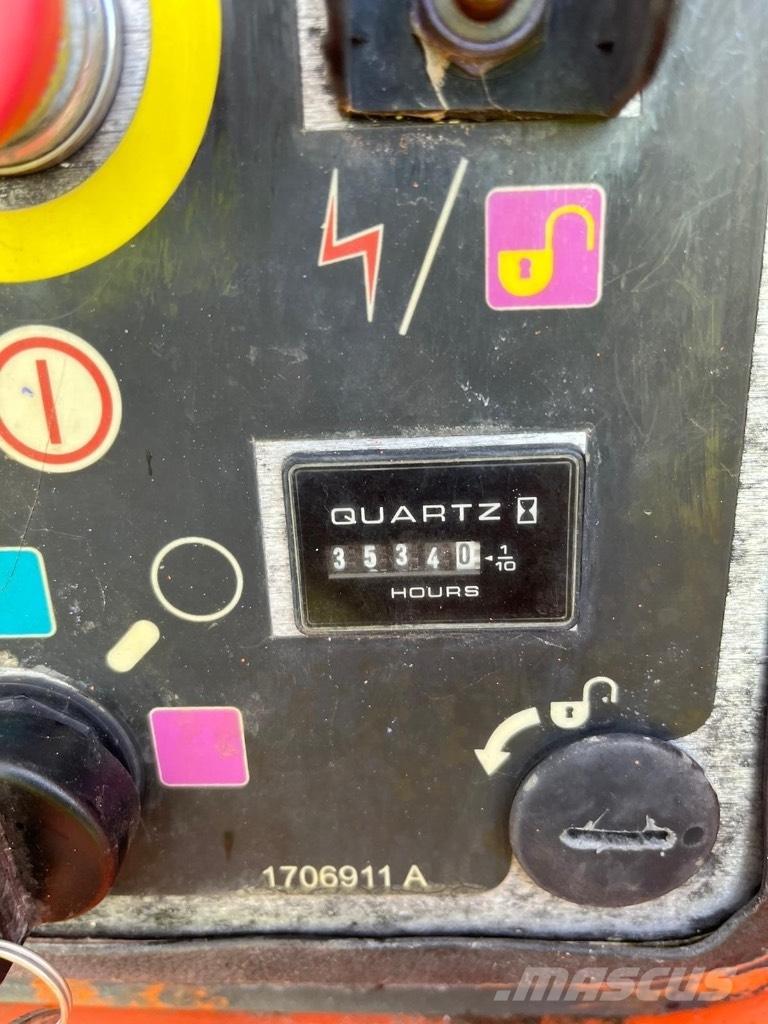 QUARTZ
35340 1/10
HOURS
1706911 A
MASCUS